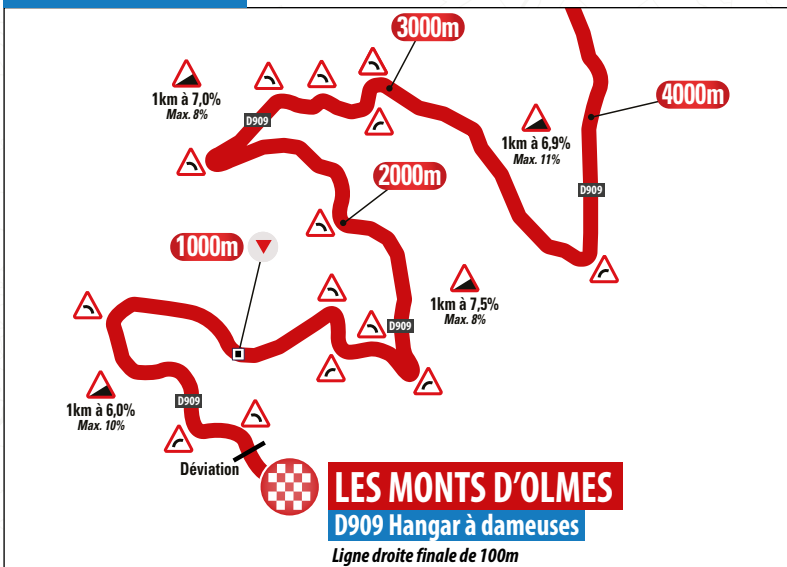 3000m
1km à 7,0%
Max. 8%
D909
4000m
1km à 6,9%
Max. 11%
2000m
D909
1000m
1km à 7,5%
Max. 8%
D909
1km à 6,0%
Max. 10%
D909
Déviation
LES MONTS D'OLMES
D909 Hangar à dameuses
Ligne droite finale de 100m